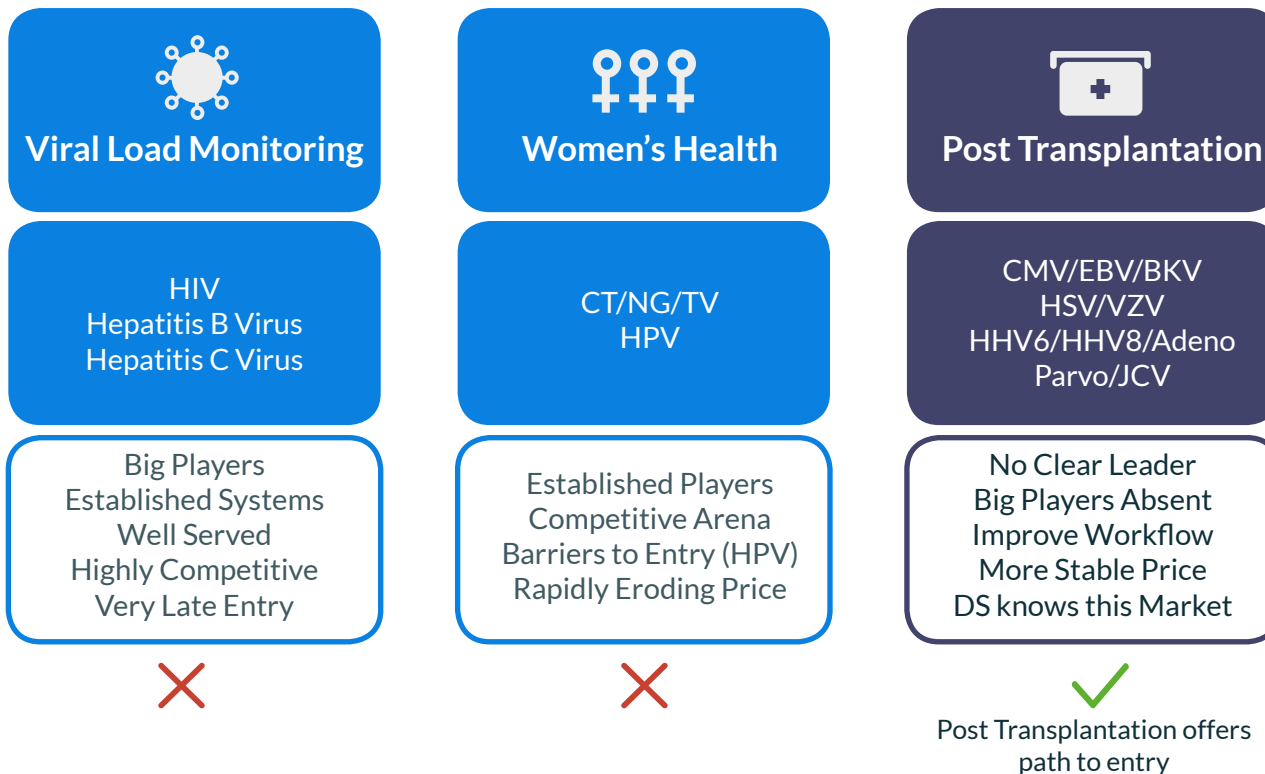 Viral Load Monitoring
HIV
Hepatitis B Virus
Hepatitis C Virus
Big Players
Established Systems
Well Served
Highly Competitive
Very Late Entry
Women's Health
CT/NG/TV
HPV
Established Players
Competitive Arena
Barriers to Entry (HPV)
Rapidly Eroding Price
Post Transplantation
CMV/EBV/BKV
HSV/VZV
HHV6/HHV8/Adeno
Parvo/JCV
No Clear Leader
Big Players Absent
Improve Workflow
More Stable Price
DS knows this Market
Post Transplantation offers
path to entry